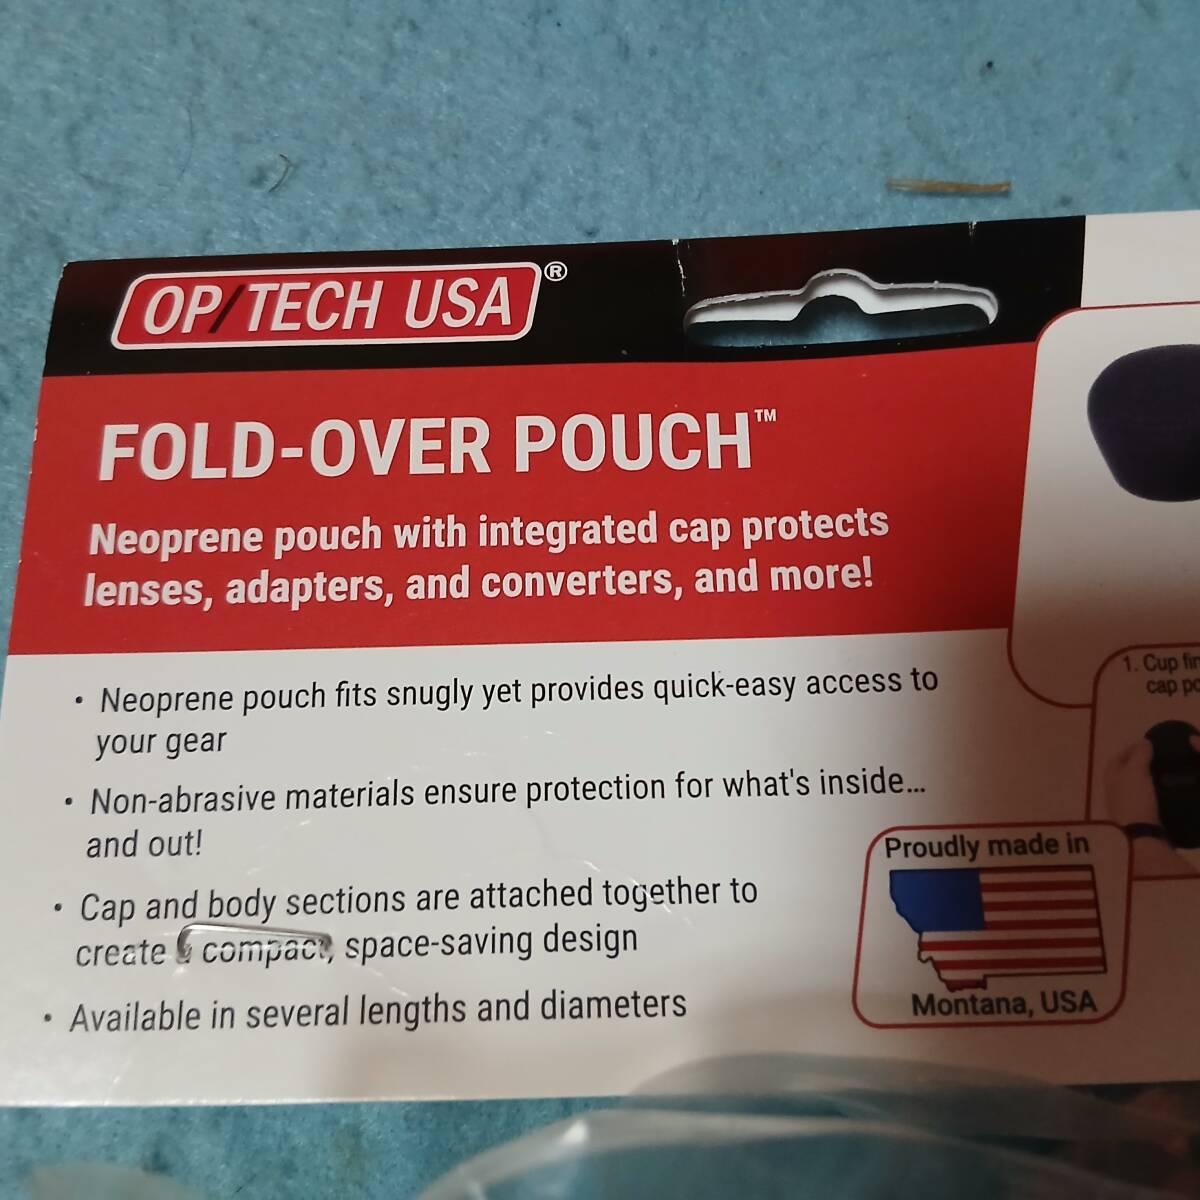 OP/TECH USA®
FOLD-OVER POUCH™
Neoprene pouch with integrated cap protects
lenses, adapters, and converters, and more!
• Neoprene pouch fits snugly yet provides quick-easy access to
your gear
• Non-abrasive materials ensure protection for what's inside...
and out!
• Cap and body sections are attached together to
create a compact, space-saving design
• Available in several lengths and diameters
1. Cup
cap
Proudly made in
Montana, USA